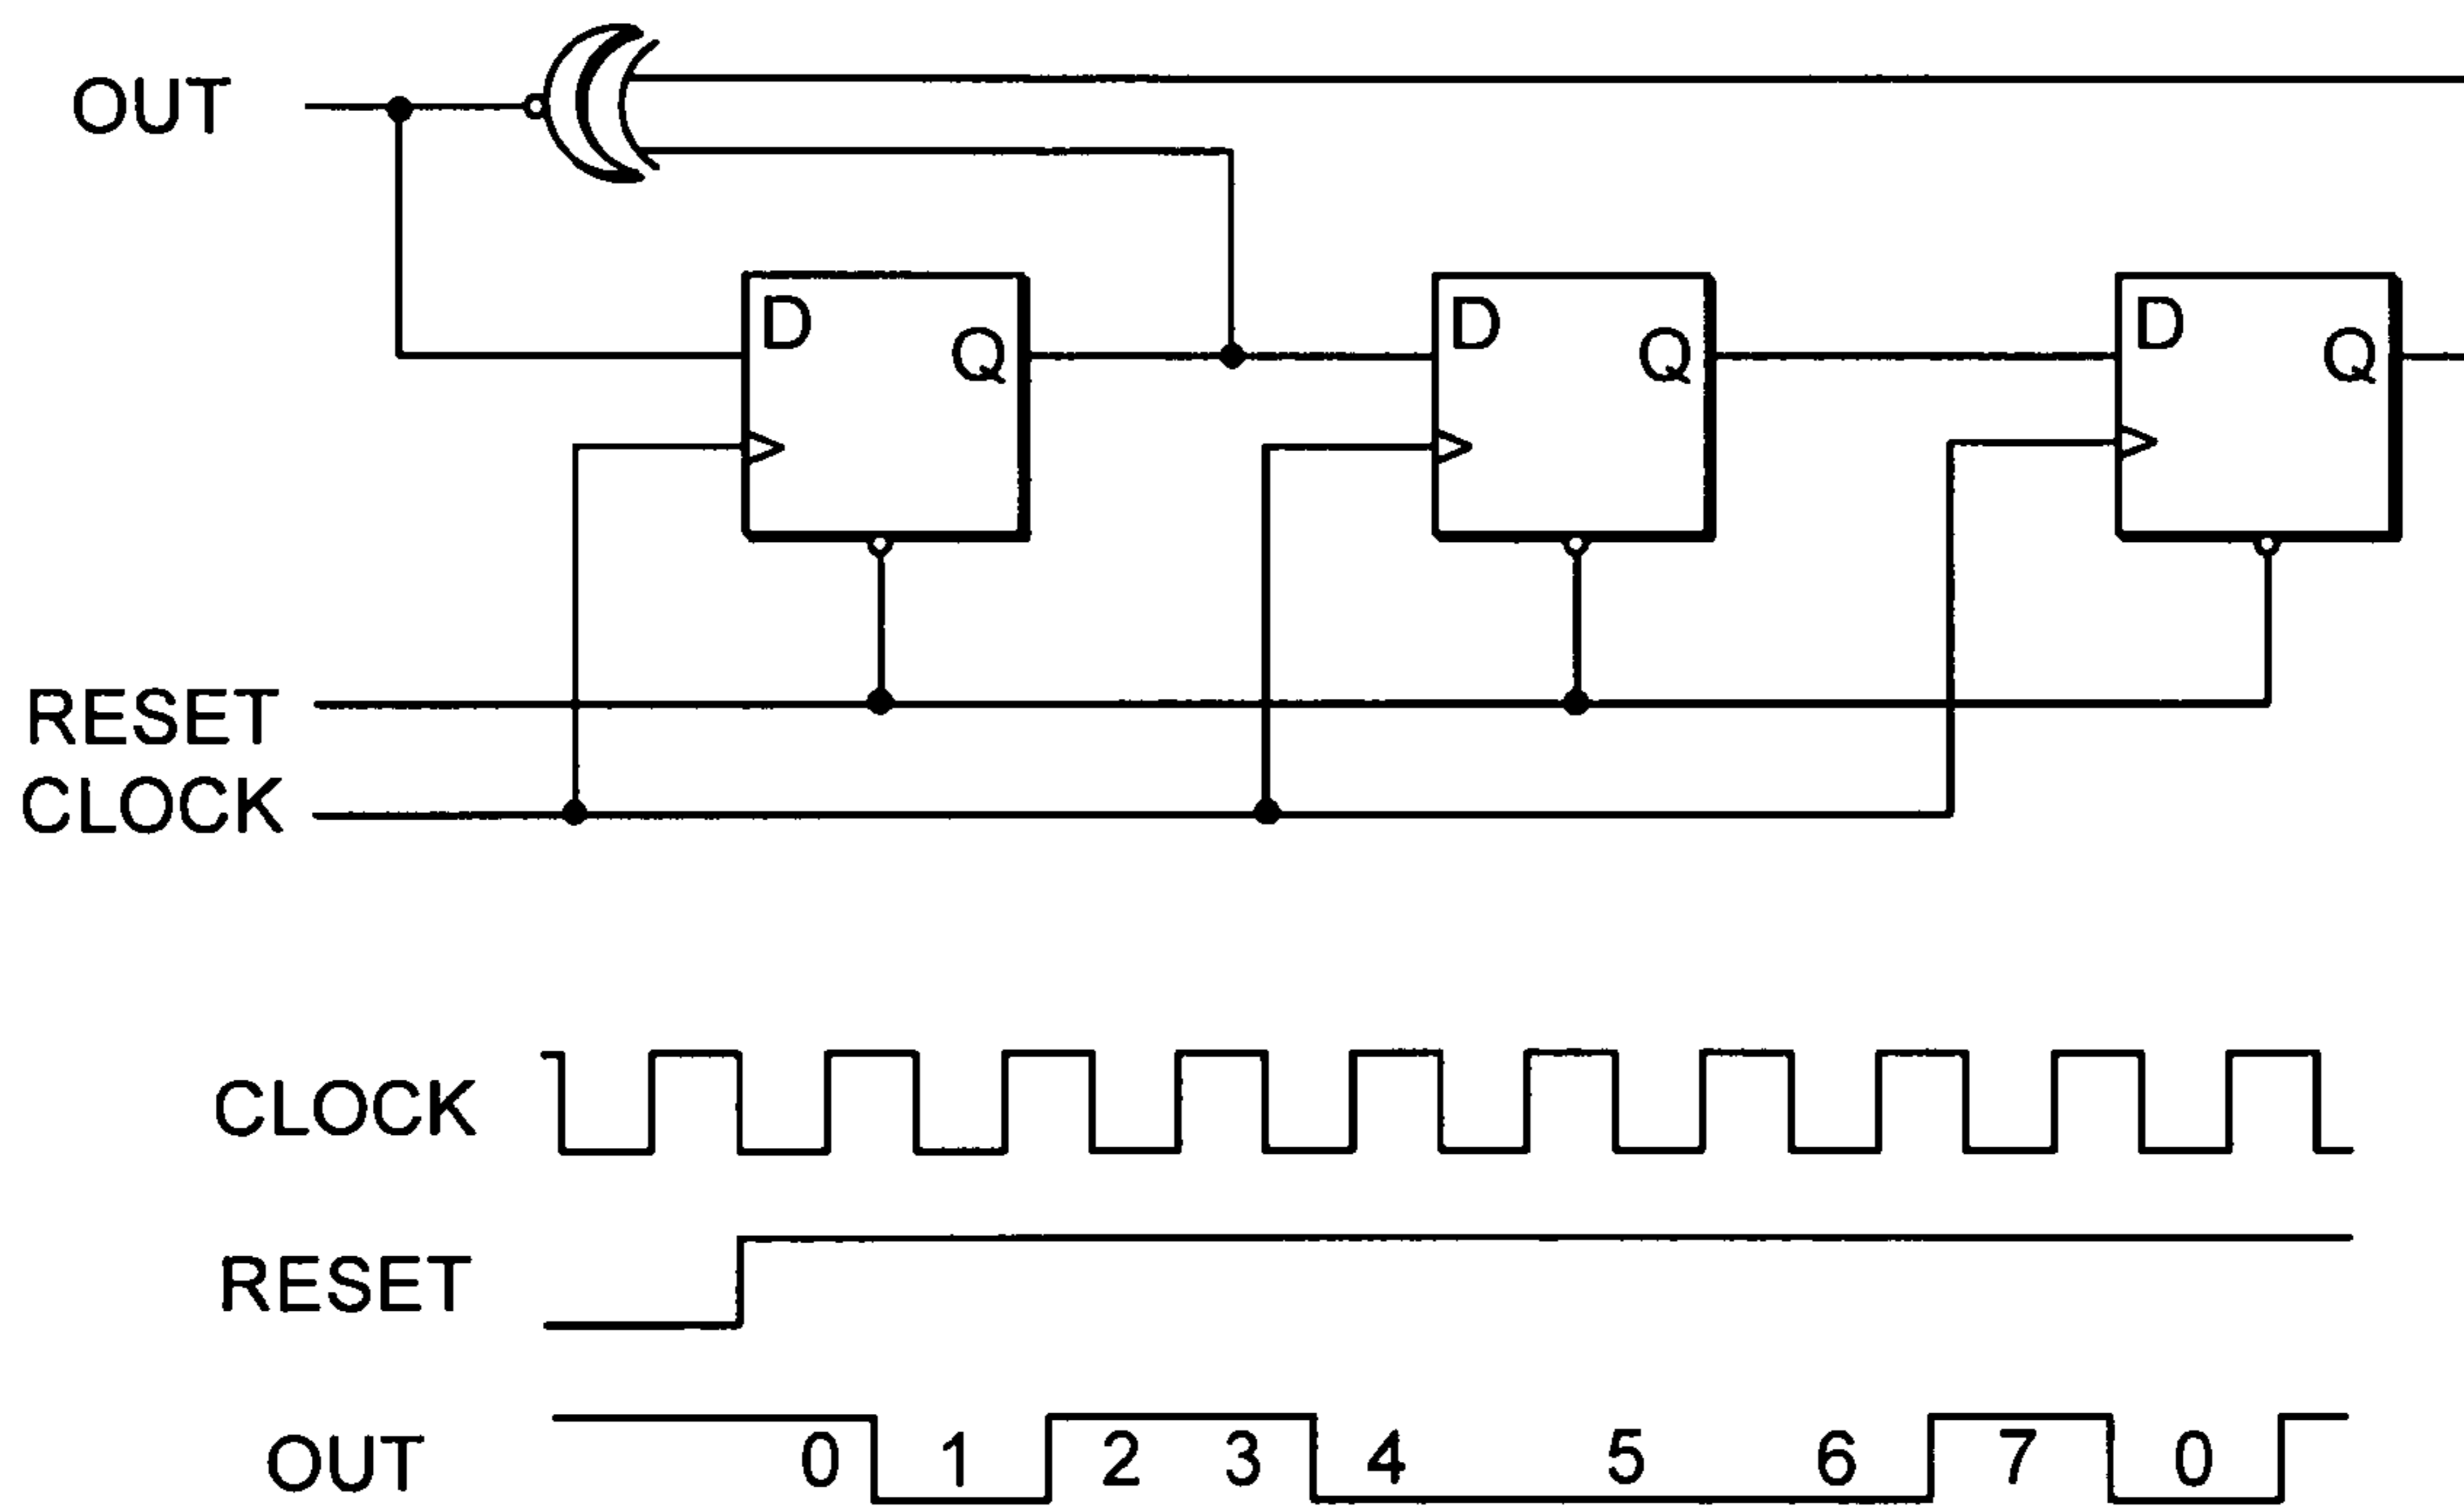 OUT
D Q D Q D Q
RESET
CLOCK
CLOCK
RESET
OUT 0 1 2 3 4 5 6 7 0